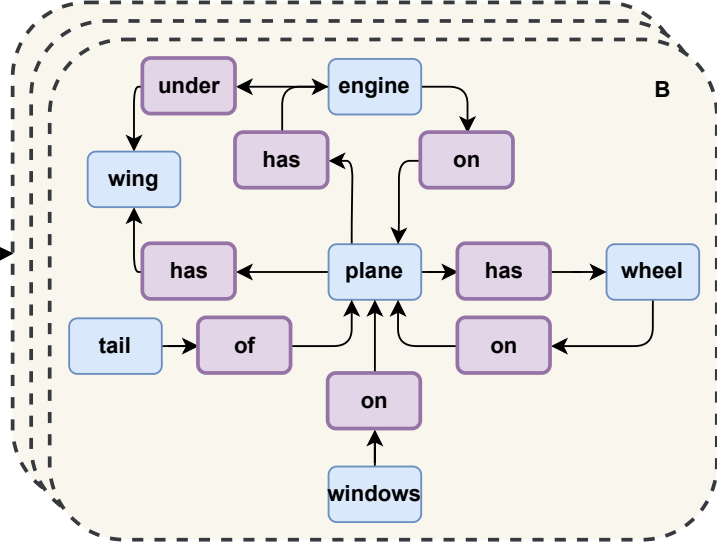 under
engine
B
has
on
wing
has
plane
has
wheel
tail
of
on
on
windows